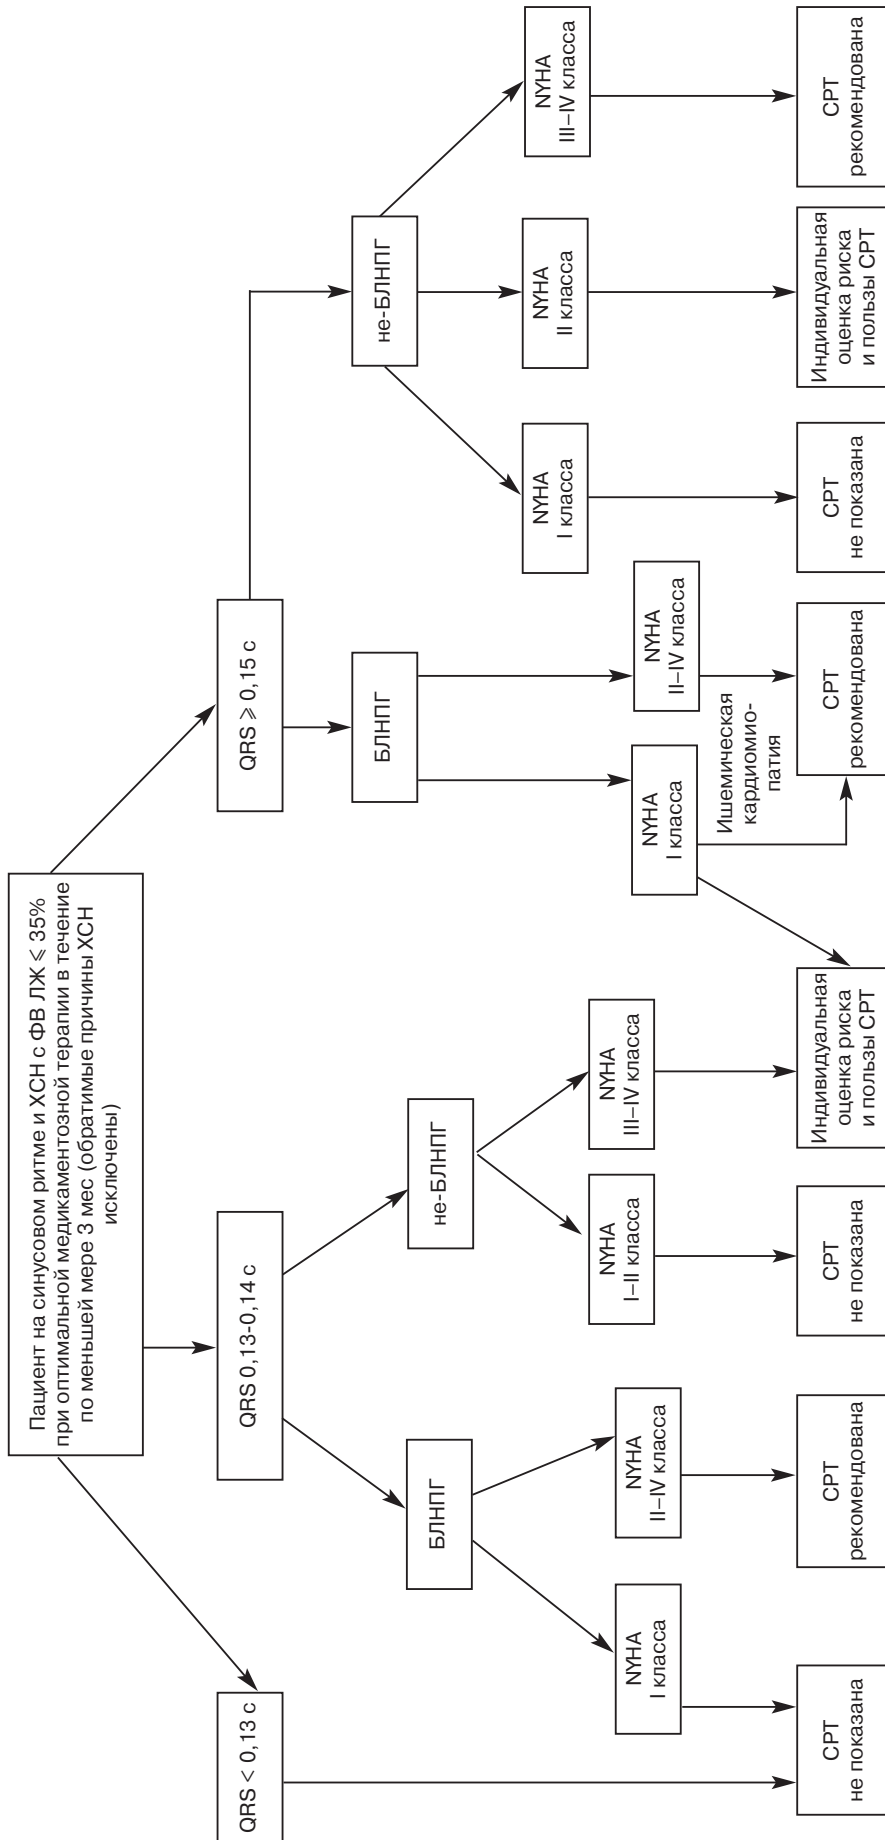 Пациент на синусовом ритме и ХСН с ФВ ЛЖ ⩽ 35%
при оптимальной медикаментозной терапии в течение
по меньшей мере 3 мес (обратимые причины ХСН
исключены)
QRS < 0,13 с
QRS 0,13-0,14 с
QRS ⩾ 0,15 с
БЛНПГ
не-БЛНПГ
БЛНПГ
не-БЛНПГ
NYHA
I класса
NYHA
II–IV класса
NYHA
I–II класса
NYHA
III–IV класса
NYHA
I класса
NYHA
II–IV класса
NYHA
I класса
NYHA
II класса
NYHA
III–IV класса
Ишемическая
кардиомио-
патия
СРТ
не показана
СРТ
рекомендована
СРТ
не показана
Индивидуальная
оценка риска
и пользы СРТ
СРТ
рекомендована
СРТ
не показана
Индивидуальная
оценка риска
и пользы СРТ
СРТ
рекомендована